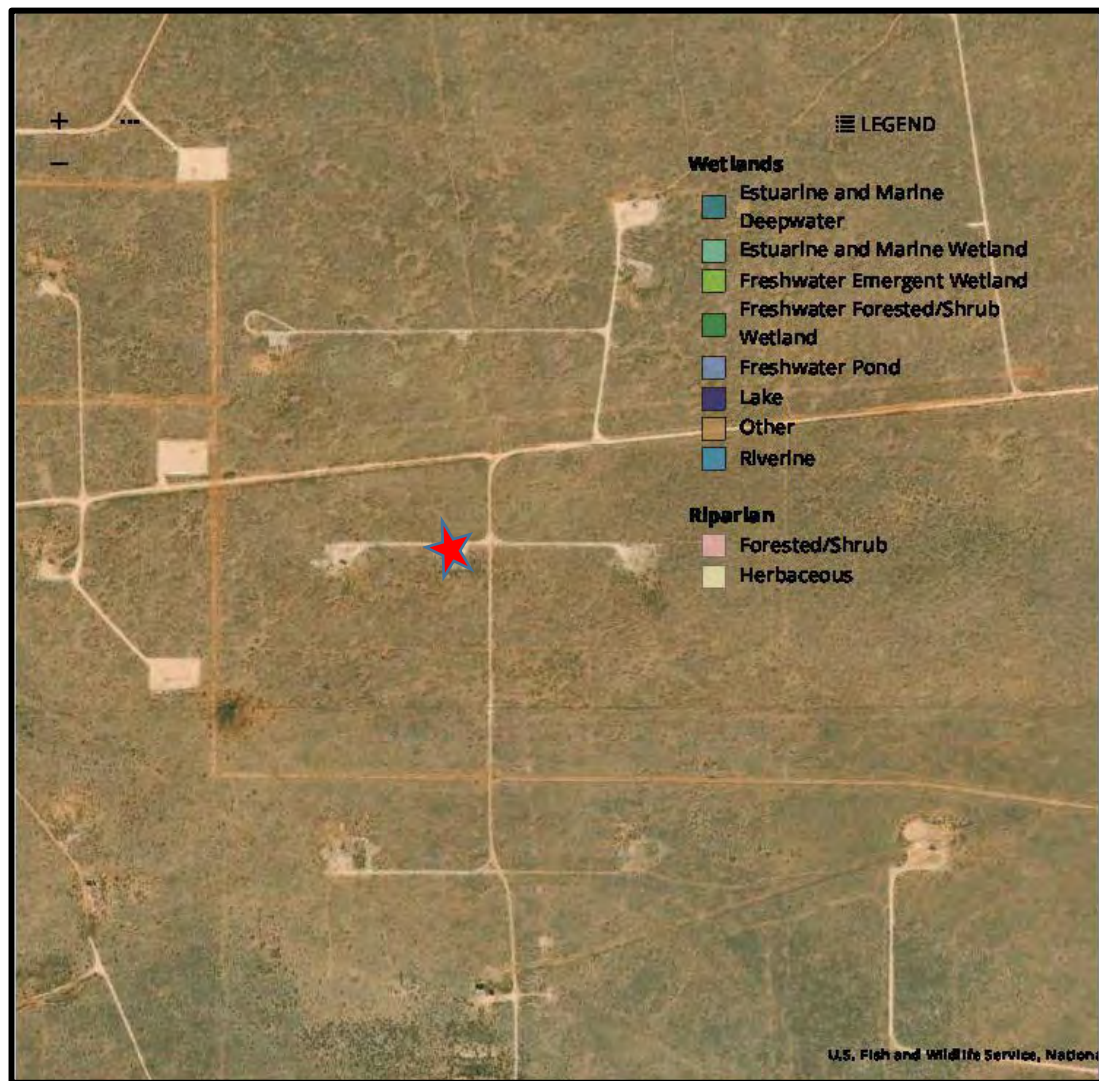 LEGEND
Wetlands
Estuarine and Marine
Deepwater
Estuarine and Marine Wetland
Freshwater Emergent Wetland
Freshwater Forested/Shrub
Wetland
Freshwater Pond
Lake
Other
Riverine
Riparian
Forested/Shrub
Herbaceous
U.S. Fish and Wildlife Service, Nationa